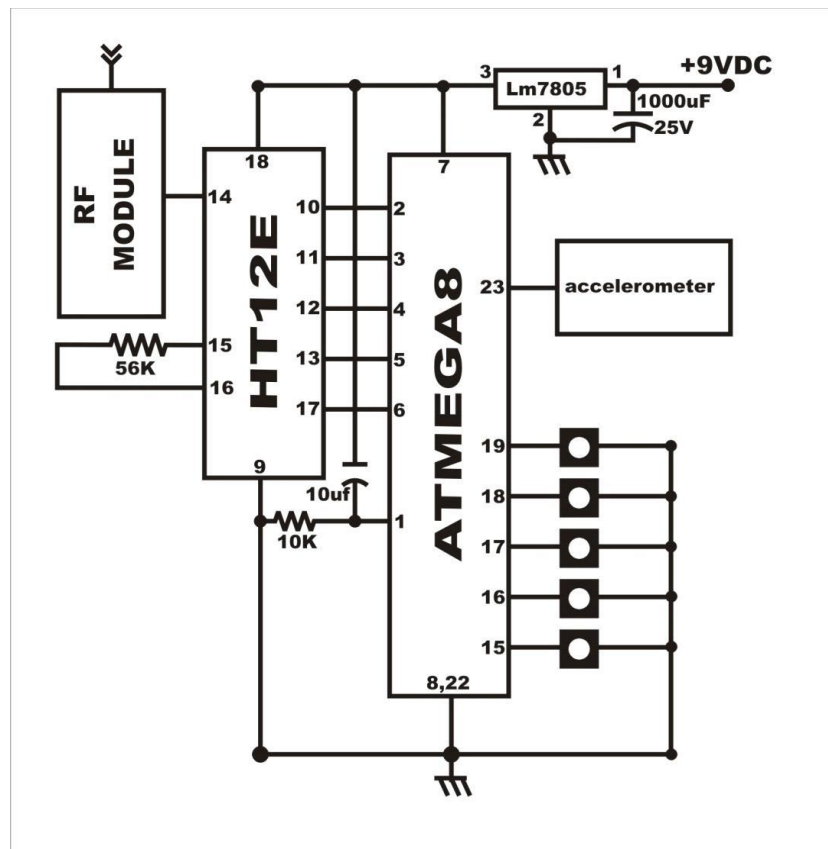 +9VDC
3
Lm7805
1
1000uF
25V
2
RF
MODULE
18
14
HT12E
10
11
12
13
17
15
16
9
56K
10uf
10K
7
2
3
4
5
6
1
ATMEGA8
23
accelerometer
19
18
17
16
15
8,22